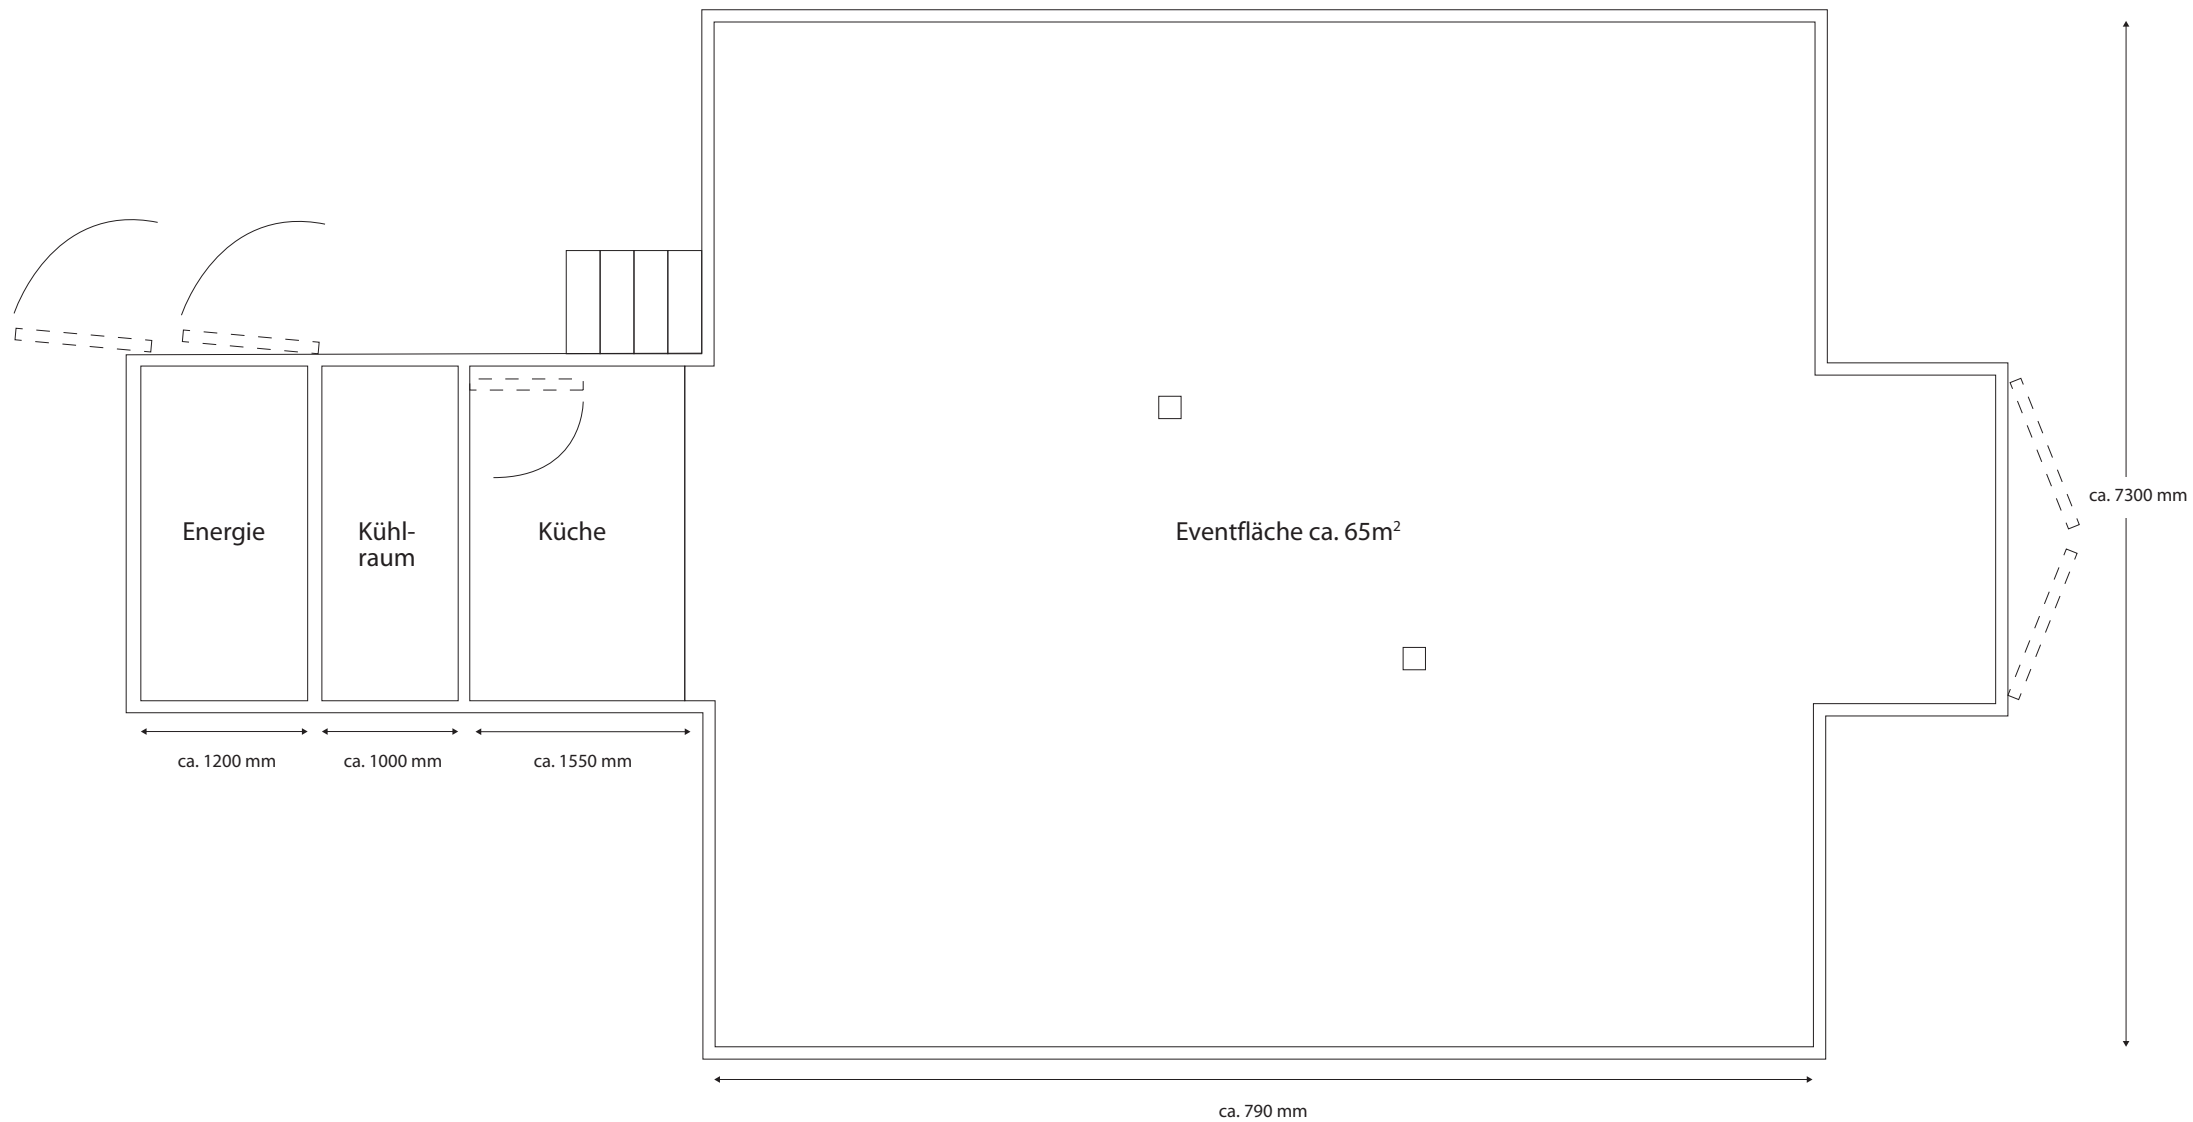 ca. 7300 mm
Energie
Kühl-
raum
Küche
Eventfläche ca. 65m²
ca. 1200 mm
ca. 1000 mm
ca. 1550 mm
ca. 790 mm